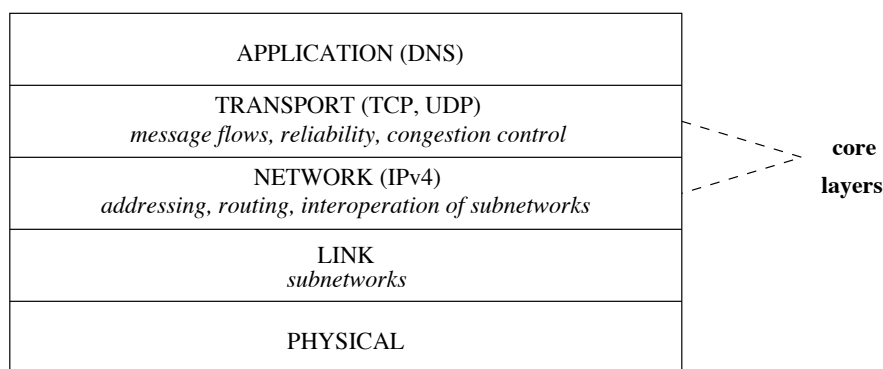 APPLICATION (DNS)
TRANSPORT (TCP, UDP)
message flows, reliability, congestion control
NETWORK (IPv4)
addressing, routing, interoperation of subnetworks
LINK
subnetworks
PHYSICAL
core
layers